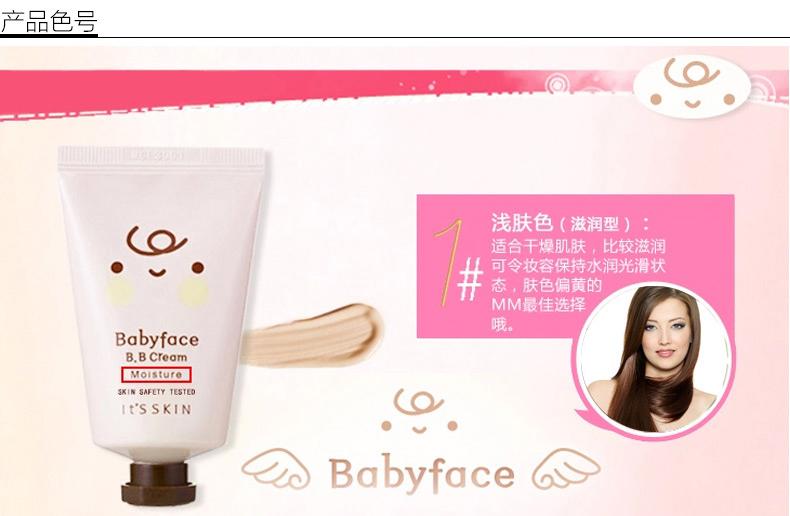 产品色号
1#
浅肤色（滋润型）：
适合干燥肌肤，比较滋润
可令妆容保持水润光滑状
态，肤色偏黄的
MM最佳选择
哦。
Babyface
B.B Cream
Moisture
SKIN SAFETY TESTED
It'S SKIN
Babyface